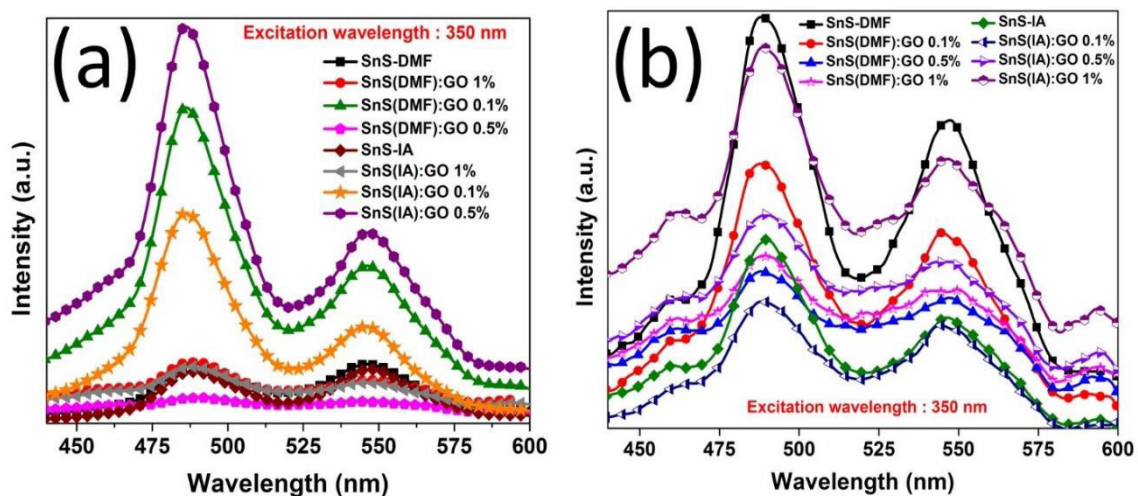 (a)
Excitation wavelength : 350 nm
SnS-DMF
SnS(DMF):GO 1%
SnS(DMF):GO 0.1%
SnS(DMF):GO 0.5%
SnS-IA
SnS(IA):GO 1%
SnS(IA):GO 0.1%
SnS(IA):GO 0.5%
Intensity (a.u.)
450 475 500 525 550 575 600
Wavelength (nm)
(b)
SnS-DMF SnS-IA
SnS(DMF):GO 0.1% SnS(IA):GO 0.1%
SnS(DMF):GO 0.5% SnS(IA):GO 0.5%
SnS(DMF):GO 1% SnS(IA):GO 1%
Intensity (a.u.)
Excitation wavelength : 350 nm
450 475 500 525 550 575 600
Wavelength (nm)